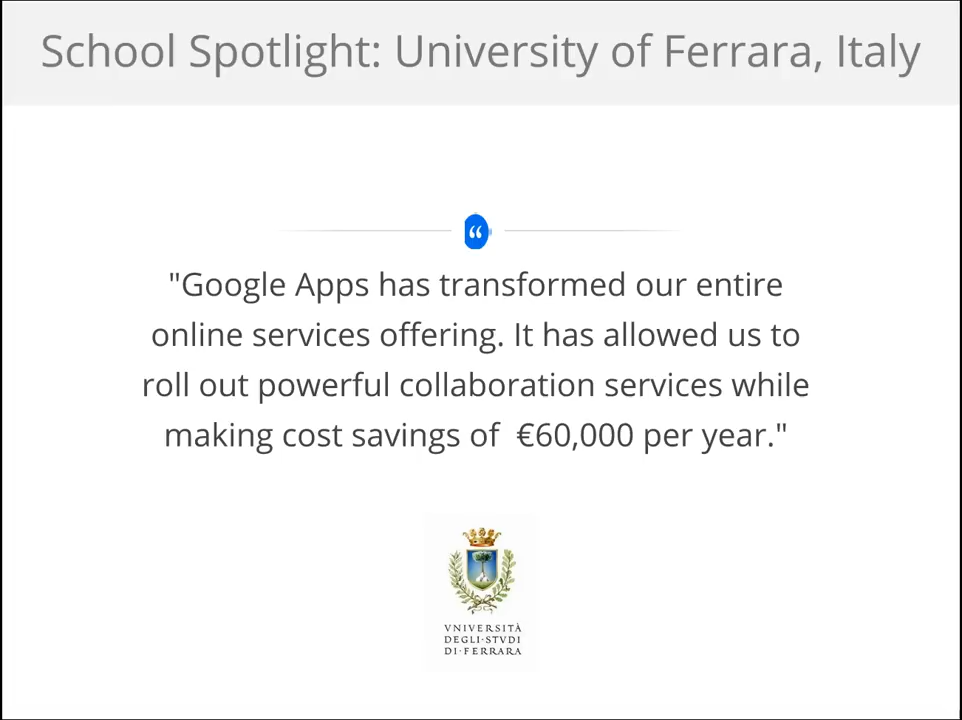 School Spotlight: University of Ferrara, Italy
“
"Google Apps has transformed our entire
online services offering. It has allowed us to
roll out powerful collaboration services while
making cost savings of  €60,000 per year."
VNIVERSITÀ
DEGLI·STVDI
DI·FERRARA